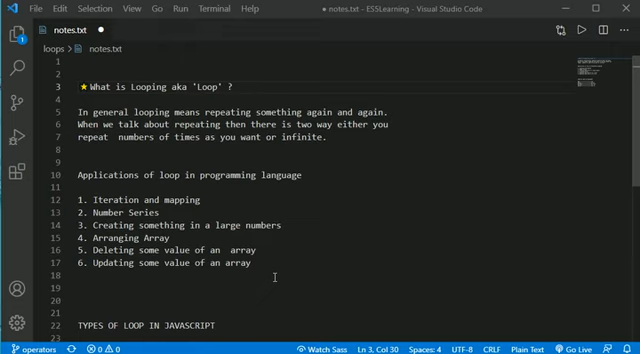 File Edit Go Run Terminal ... ● notes.txt - ES5Learning - Visual Studio Code
notes.txt ●
loops > notes.txt
1
2
3 ⭐What is Looping aka 'Loop' ?
4
5 In general looping means repeating something again and again.
6 When we talk about repeating then there is two way either you
7 repeat  numbers of times as you want or infinite.
8
9
10 Applications of loop in programming language
11
12 1. Iteration and mapping
13 2. Number Series
14 3. Creating something in a large numbers
15 4. Arranging Array
16 5. Deleting some value of an  array
17 6. Updating some value of an array
18
19
20
21
22 TYPES OF LOOP IN JAVASCRIPT
23
1
operators 0 0 Watch Sass Ln 3, Col 30 Spaces: 4 UTF-8 CRLF Plain Text Go Live